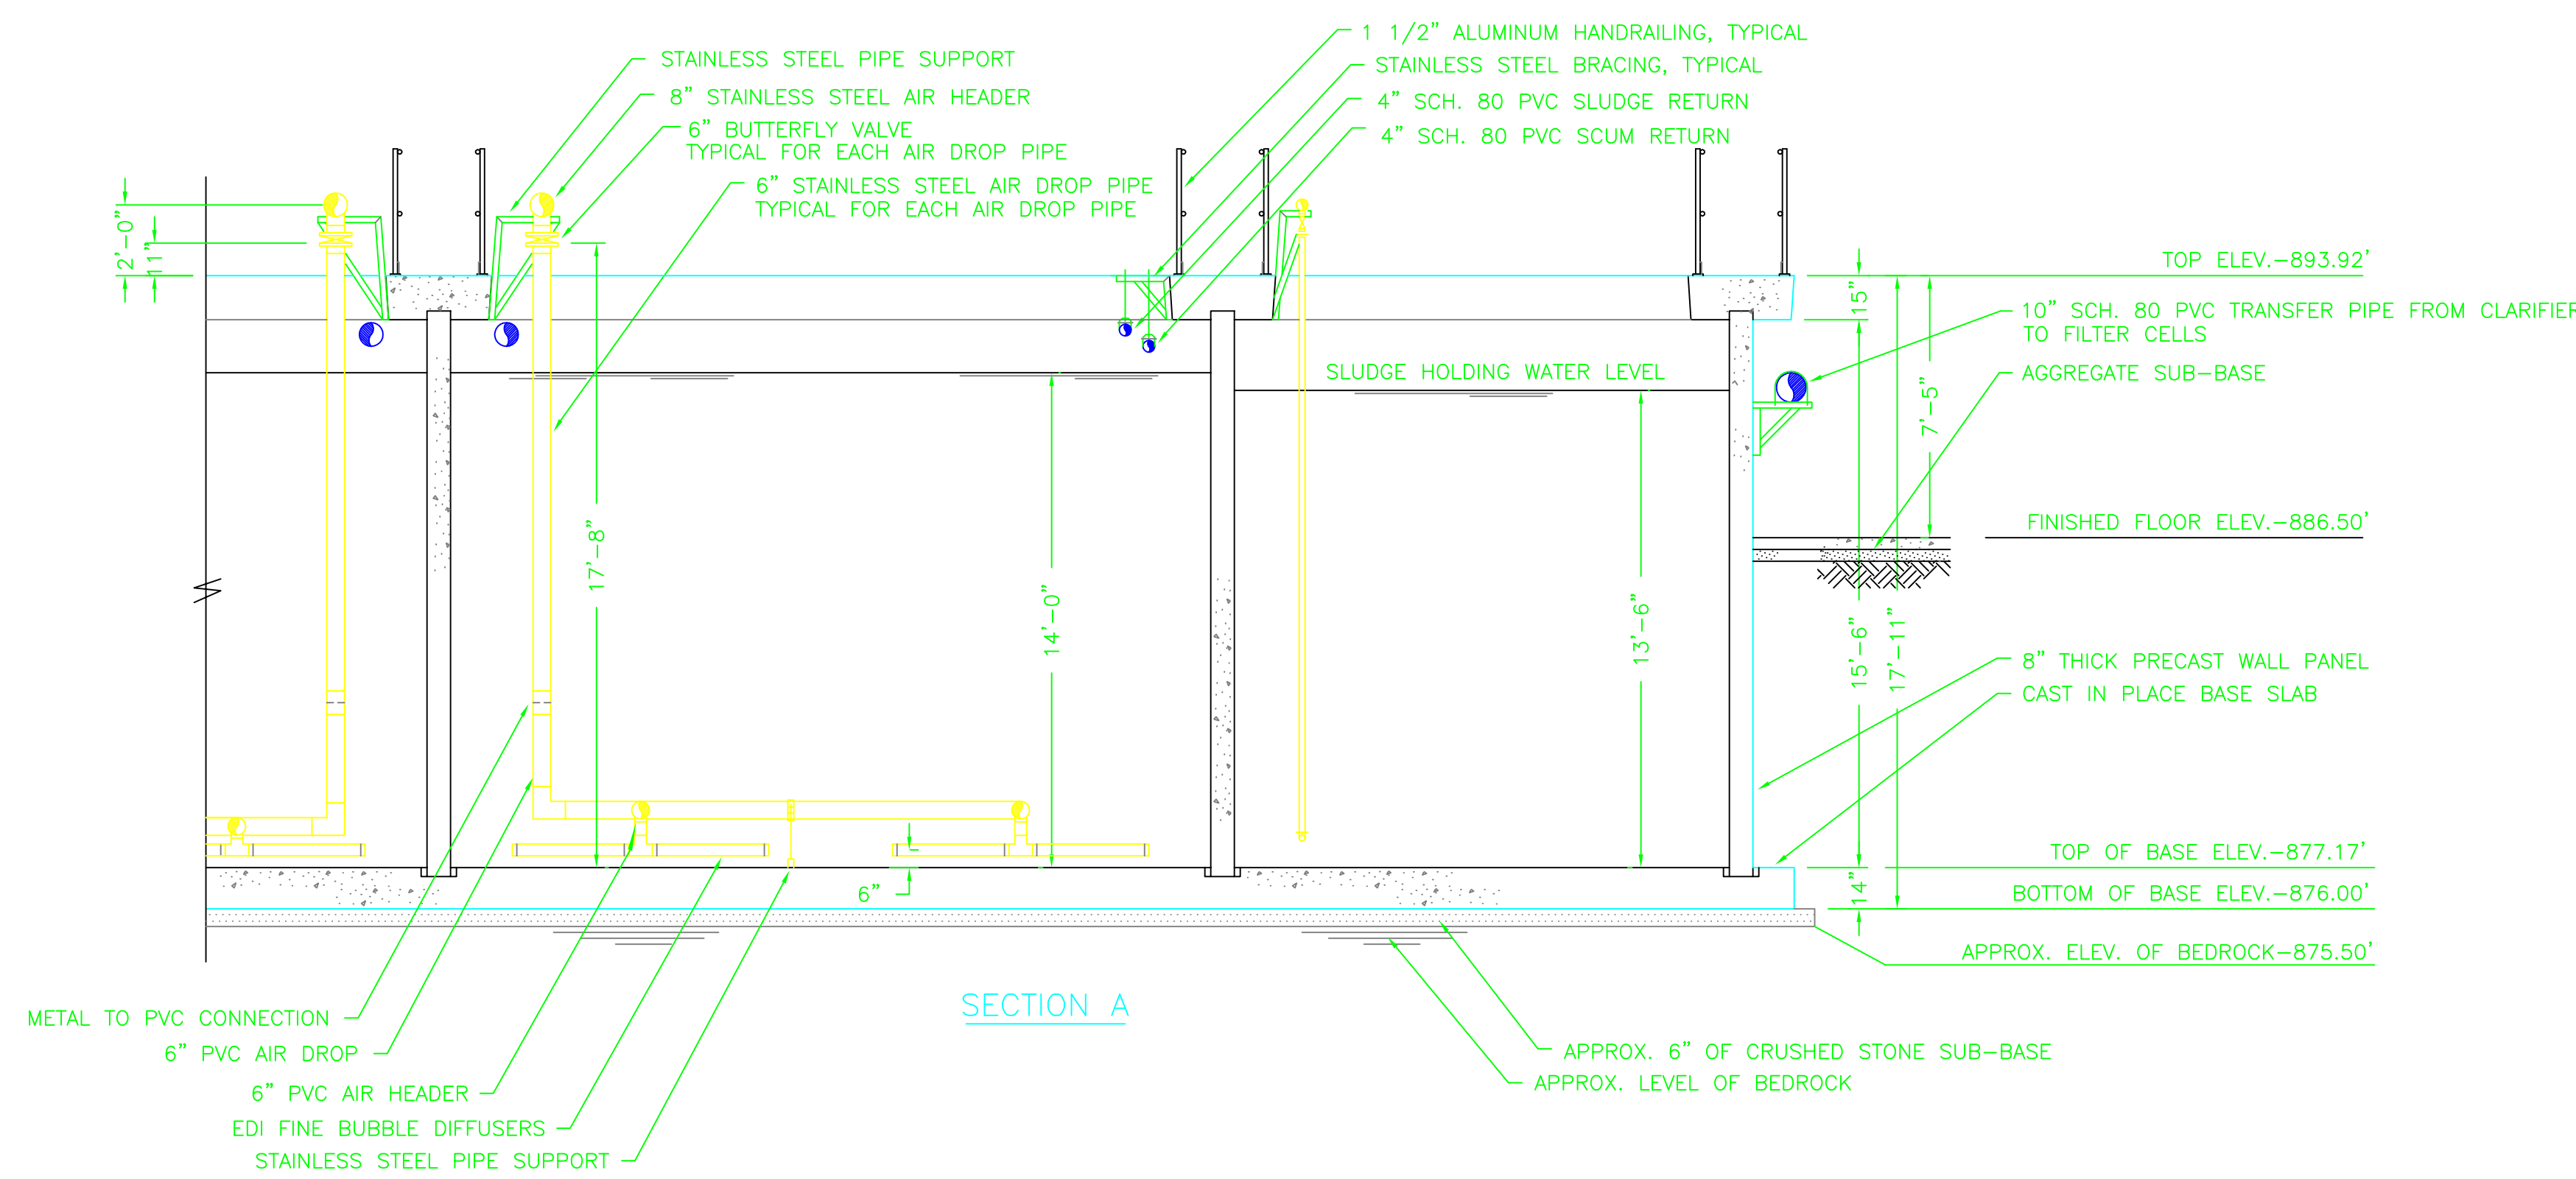 1 1/2" ALUMINUM HANDRAILING, TYPICAL
STAINLESS STEEL BRACING, TYPICAL
4" SCH. 80 PVC SLUDGE RETURN
4" SCH. 80 PVC SCUM RETURN
STAINLESS STEEL PIPE SUPPORT
8" STAINLESS STEEL AIR HEADER
6" BUTTERFLY VALVE
TYPICAL FOR EACH AIR DROP PIPE
6" STAINLESS STEEL AIR DROP PIPE
TYPICAL FOR EACH AIR DROP PIPE
2'-0"
11"
TOP ELEV.-893.92'
15"
10" SCH. 80 PVC TRANSFER PIPE FROM CLARIFIER
TO FILTER CELLS
SLUDGE HOLDING WATER LEVEL
AGGREGATE SUB-BASE
7'-5"
FINISHED FLOOR ELEV.-886.50'
17'-8"
14'-0"
13'-6"
15'-6"
17'-11"
8" THICK PRECAST WALL PANEL
CAST IN PLACE BASE SLAB
TOP OF BASE ELEV.-877.17'
6"
14"
BOTTOM OF BASE ELEV.-876.00'
APPROX. ELEV. OF BEDROCK-875.50'
SECTION A
METAL TO PVC CONNECTION
6" PVC AIR DROP
6" PVC AIR HEADER
EDI FINE BUBBLE DIFFUSERS
STAINLESS STEEL PIPE SUPPORT
APPROX. 6" OF CRUSHED STONE SUB-BASE
APPROX. LEVEL OF BEDROCK